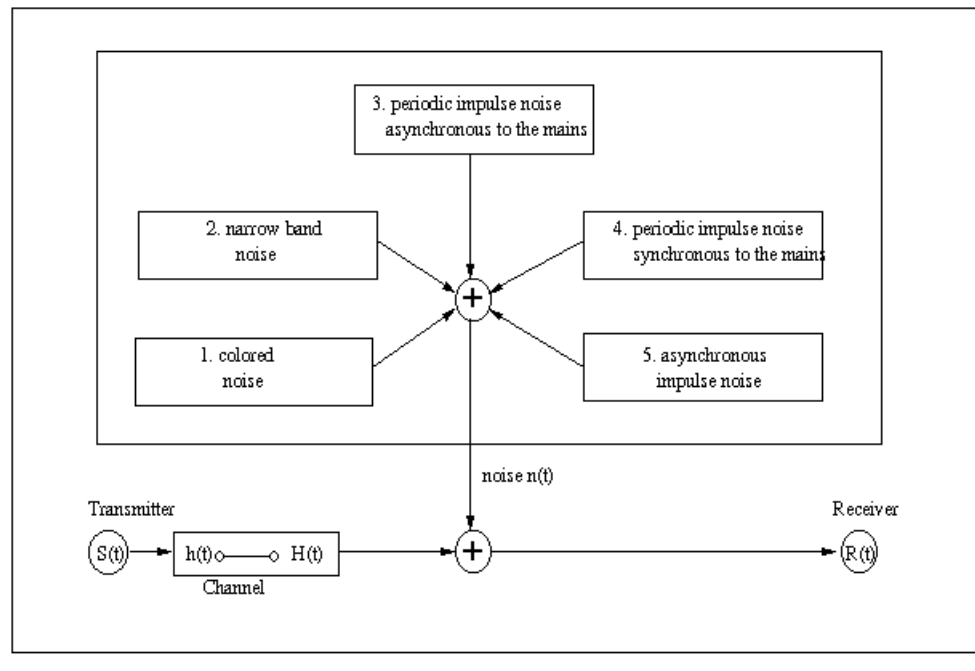 3. periodic impulse noise
asynchronous to the mains
2. narrow band
noise
4. periodic impulse noise
synchronous to the mains
+
1. colored
noise
5. asynchronous
impulse noise
noise n(t)
Transmitter
Receiver
S(t)
h(t)
H(t)
+
R(t)
Channel